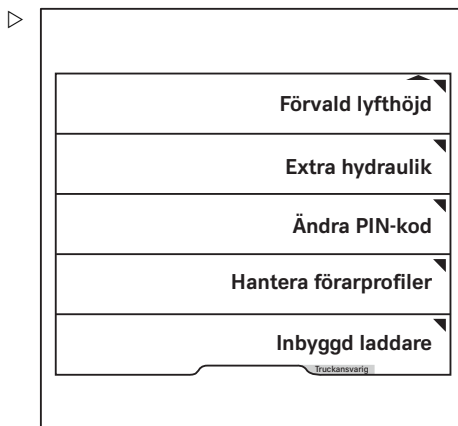 Förvald lyfthöjd
Extra hydraulik
Ändra PIN-kod
Hantera förarprofiler
Inbyggd laddare
Truckansvarig